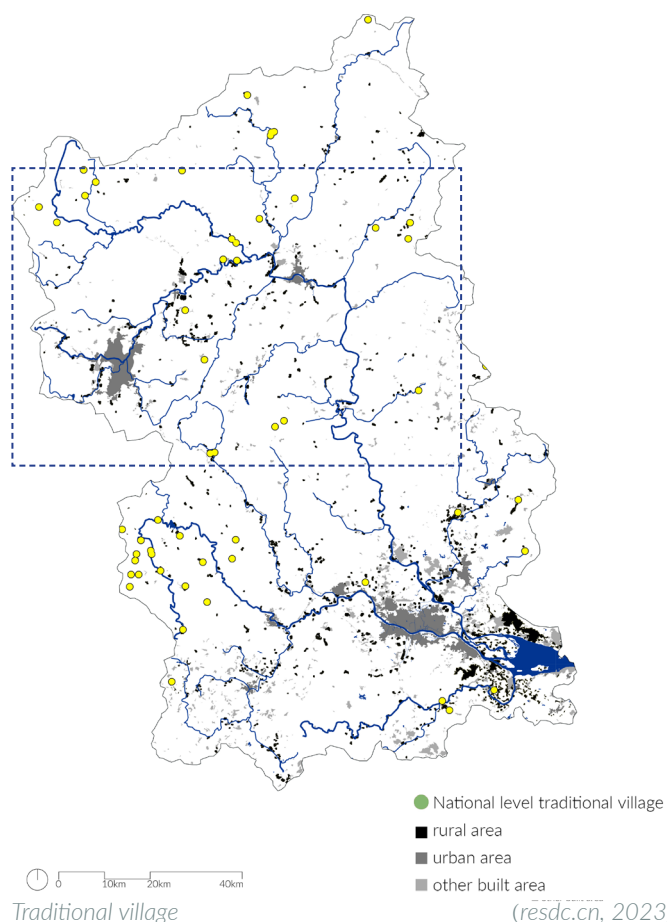 National level traditional village
rural area
urban area
other built area
0 10km 20km 40km
Traditional village
(resdc.cn, 2023